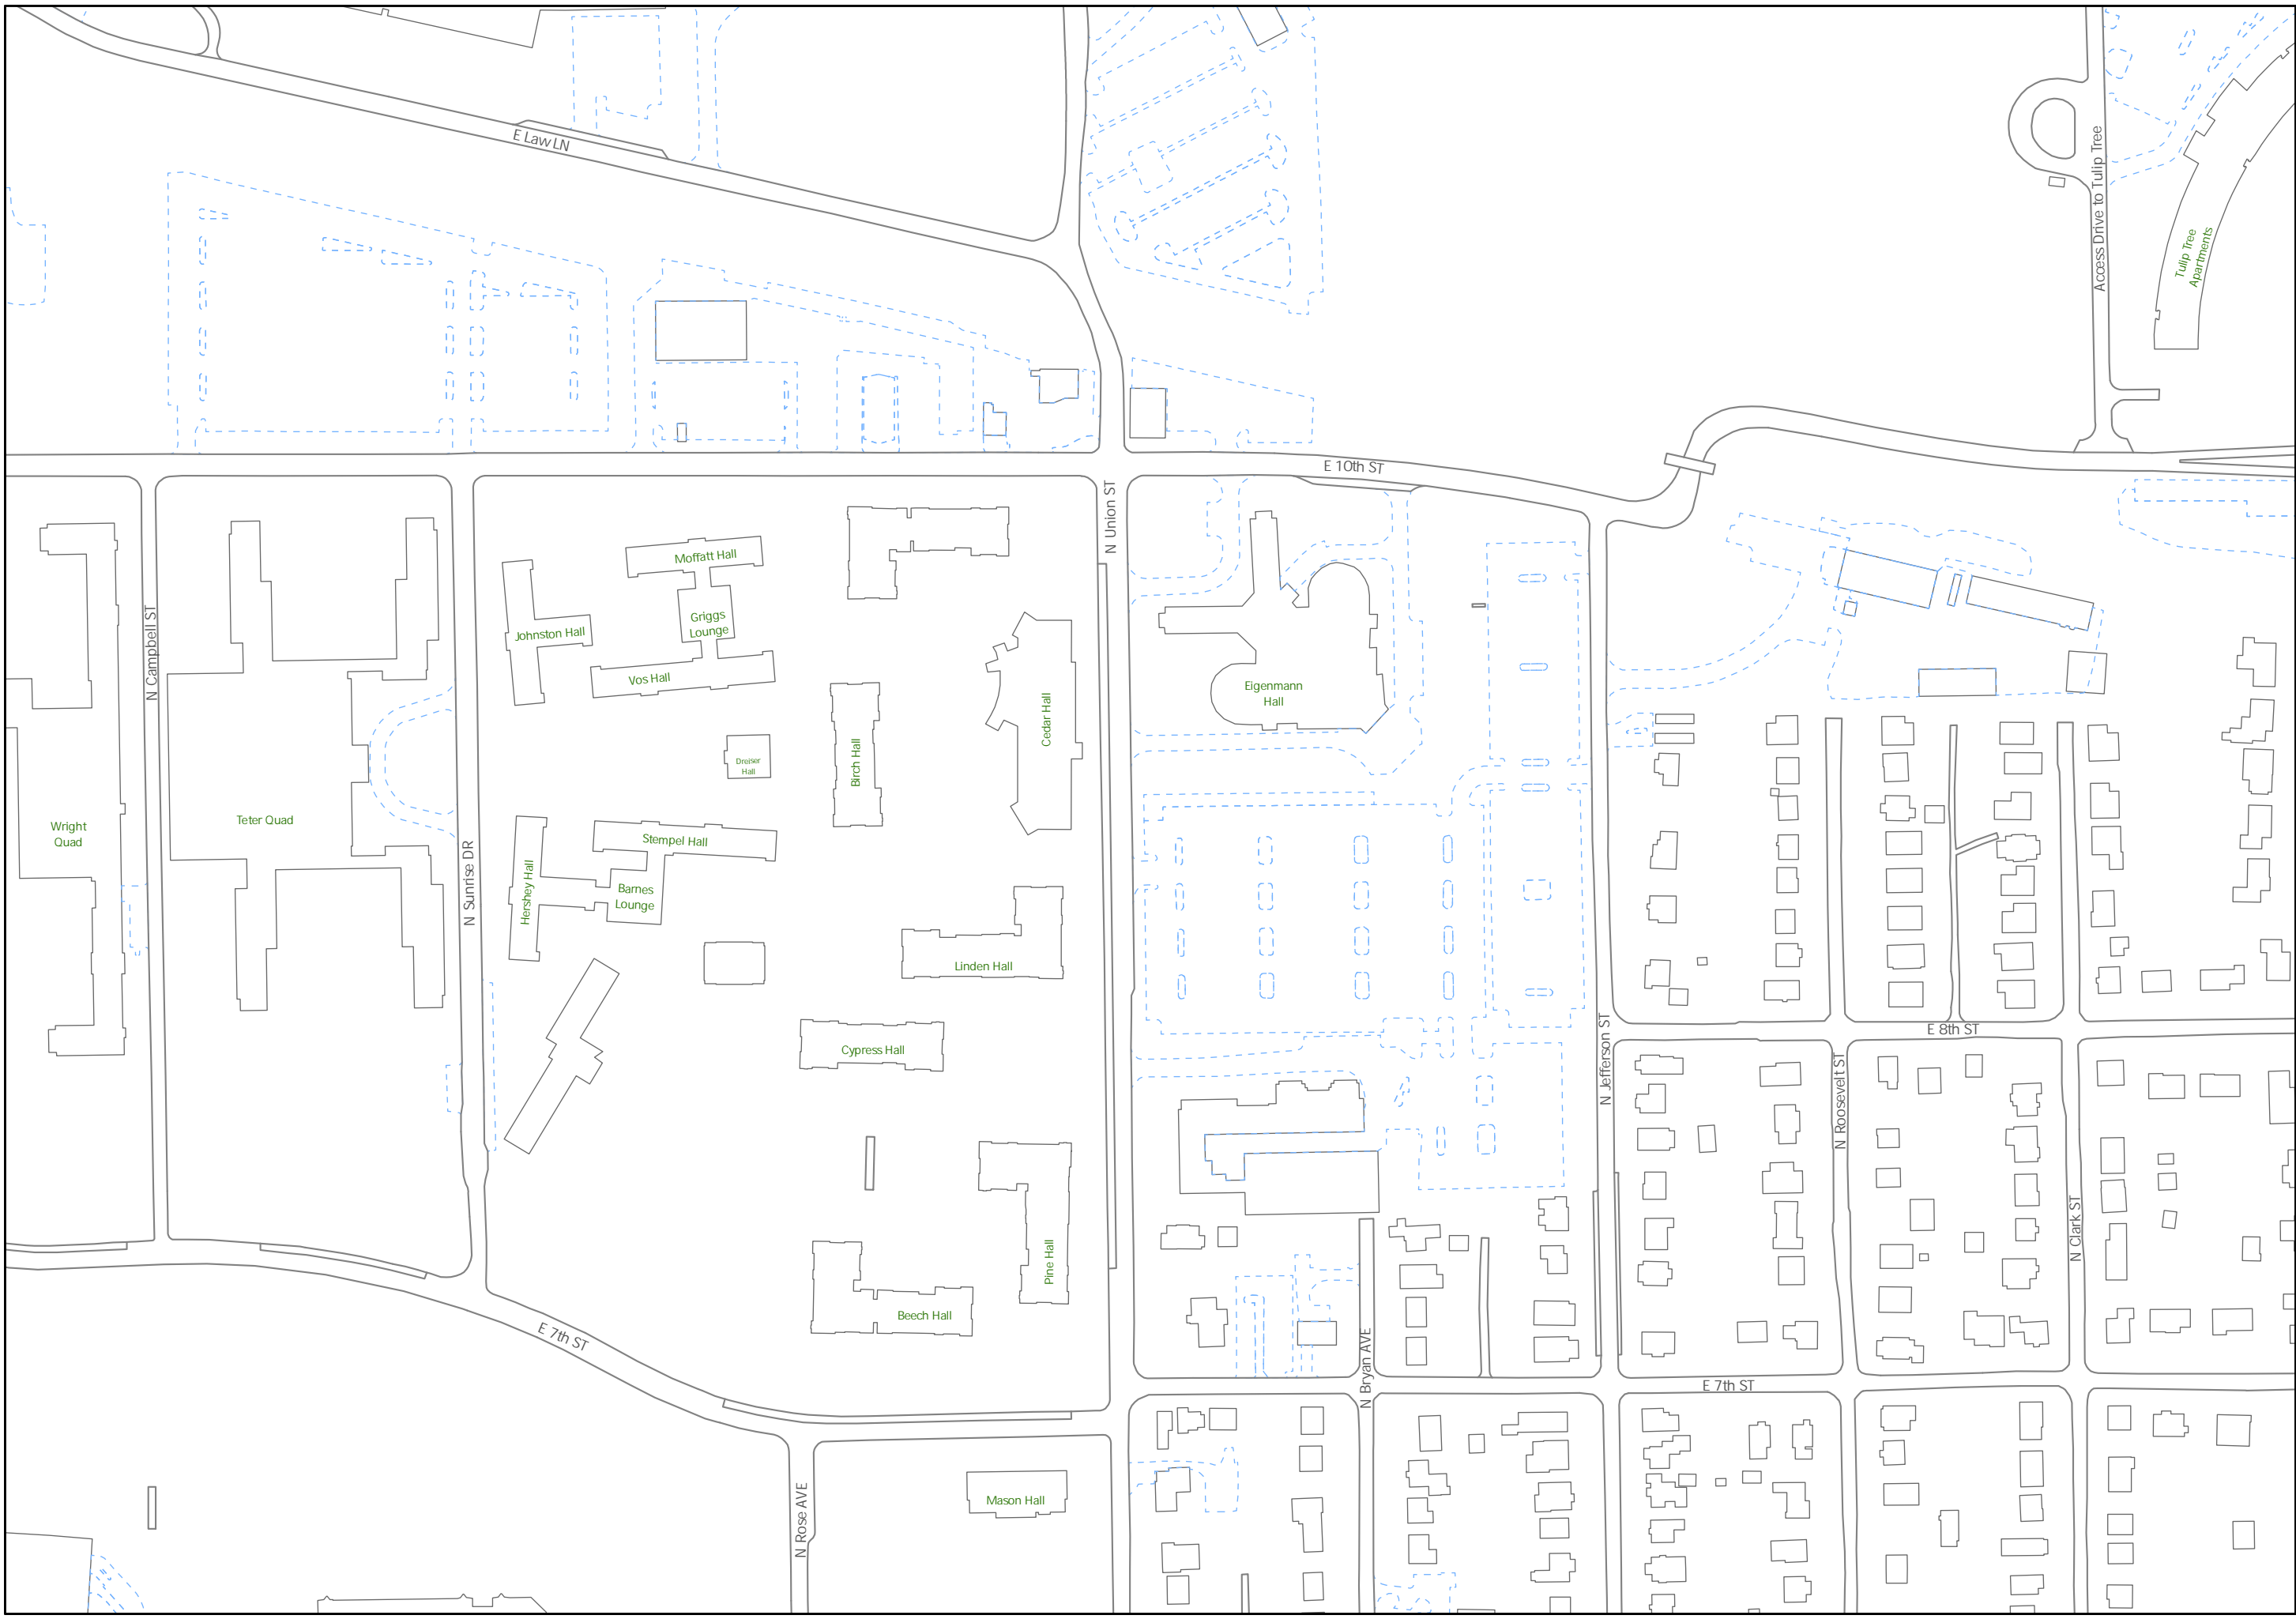 E Law LN
Access Drive to Tulip Tree
Tulip Tree
Apartments
E 10th ST
N Union ST
Moffatt Hall
Griggs
Lounge
Johnston Hall
Vos Hall
N Campbell ST
Eigenmann
Hall
Cedar Hall
Birch Hall
Dreiser
Hall
Teter Quad
Wright
Quad
Stempel Hall
N Sunrise DR
Hershey Hall
Barnes
Lounge
Linden Hall
Cypress Hall
E 8th ST
N Jefferson ST
N Roosevelt ST
N Clark ST
Pine Hall
Beech Hall
E 7th ST
N Bryan AVE
E 7th ST
Mason Hall
N Rose AVE